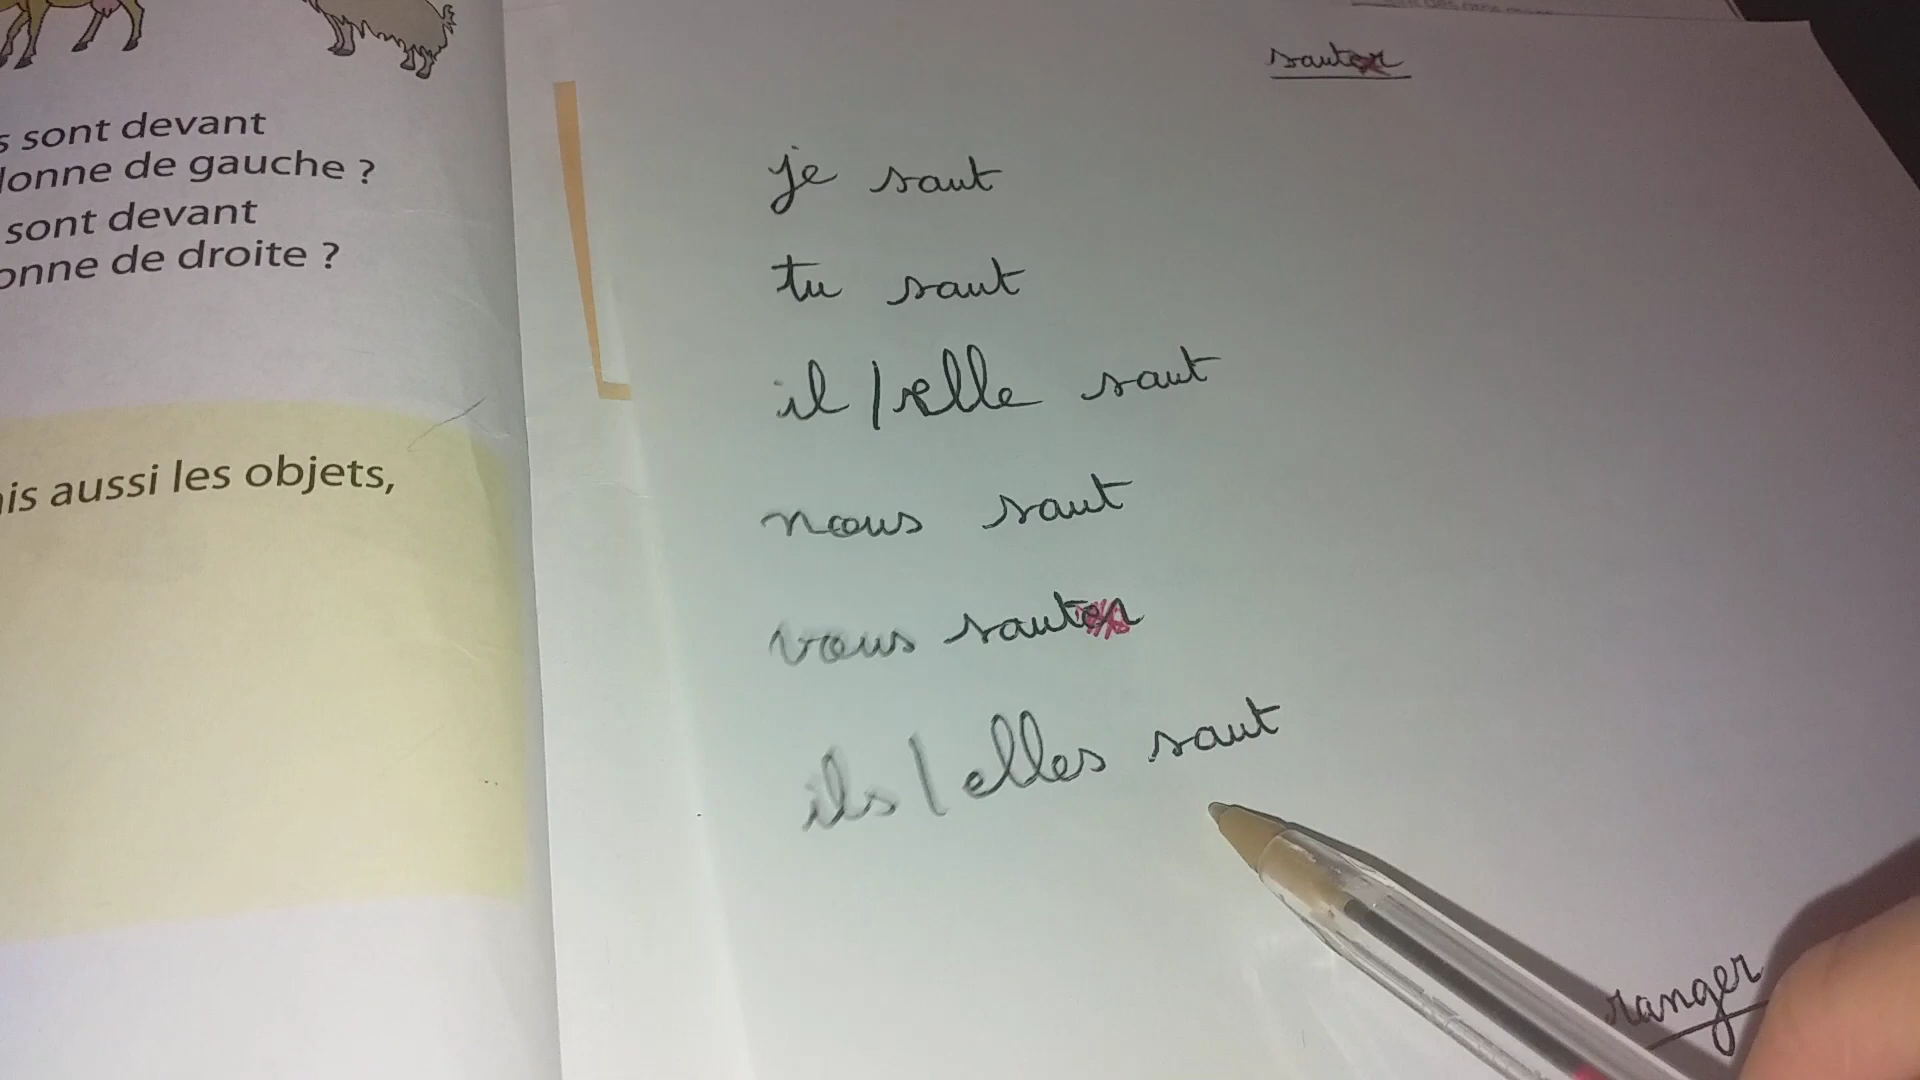 s sont devant
lonne de gauche ?
sont devant
onne de droite ?
is aussi les objets,
sauter
je saut
tu saut
il / elle saut
nous saut
vous sauter
ils / elles saut
ranger